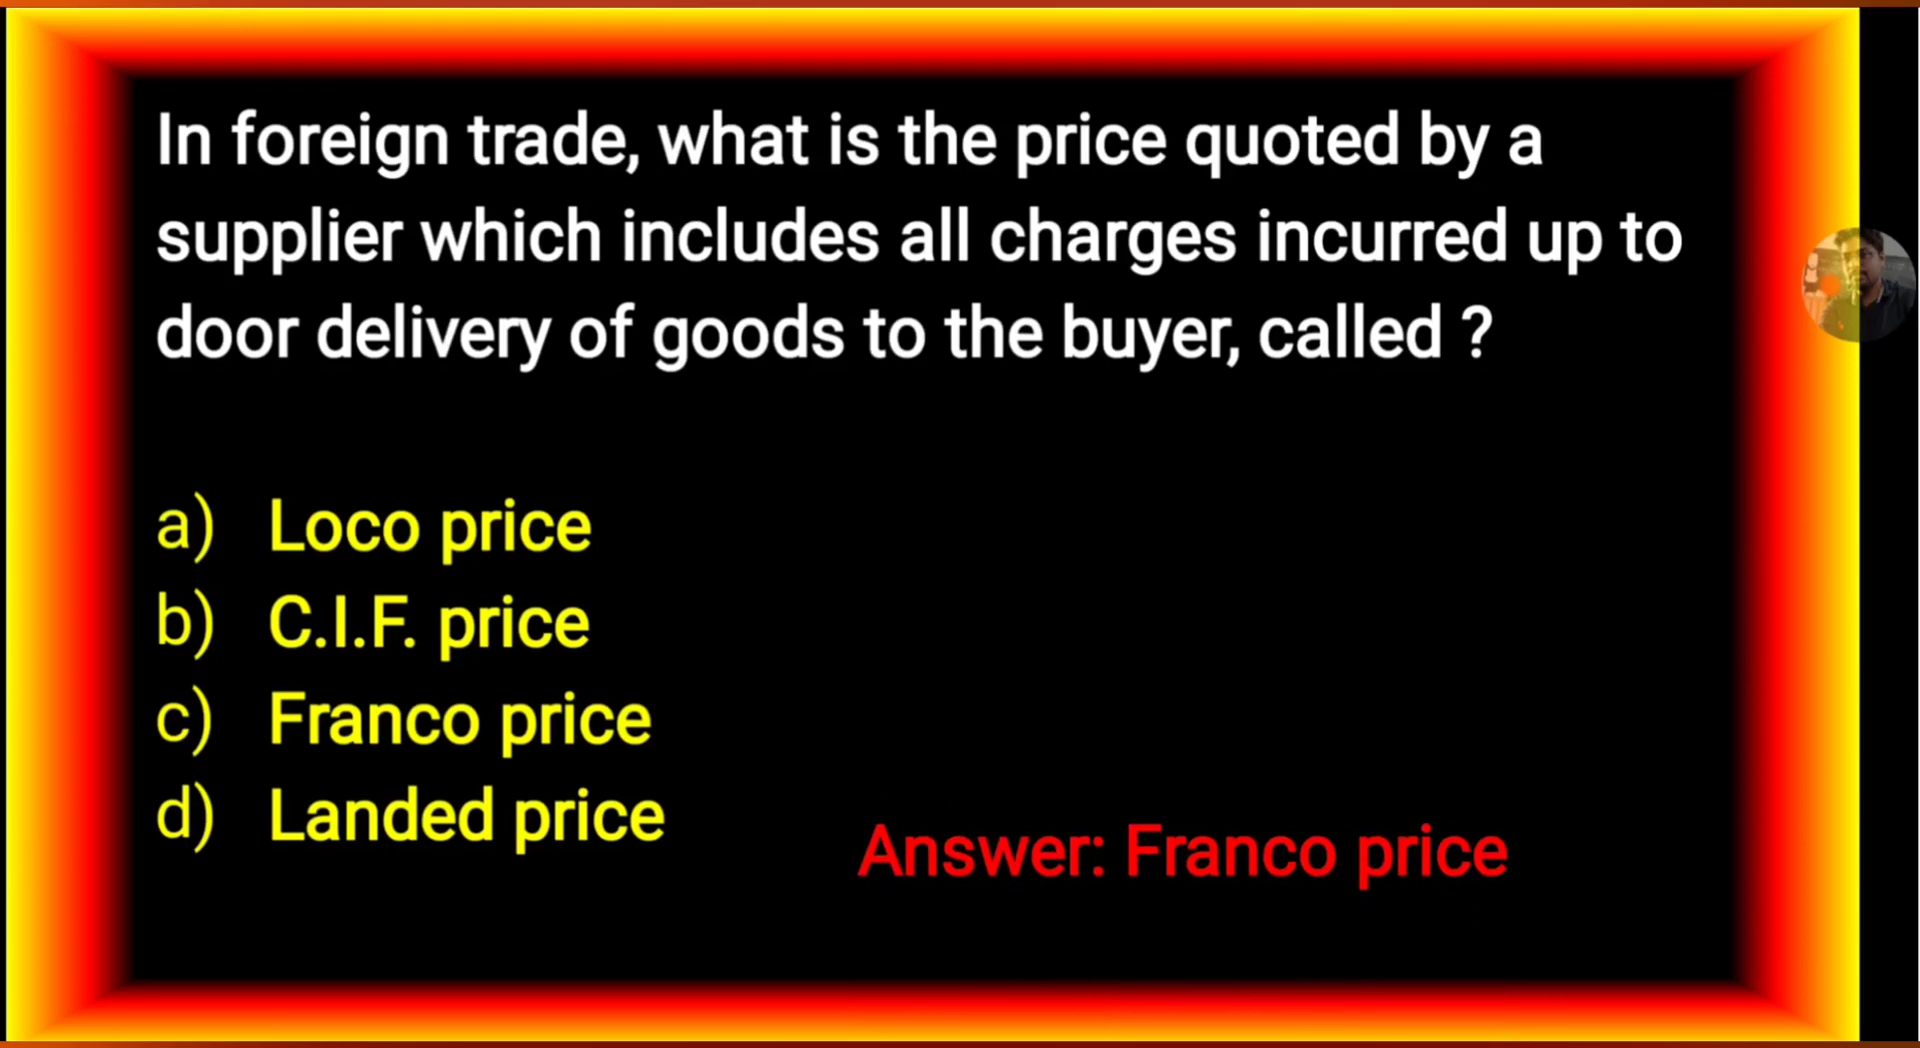 In foreign trade, what is the price quoted by a
supplier which includes all charges incurred up to
door delivery of goods to the buyer, called ?
a) Loco price
b) C.I.F. price
c) Franco price
d) Landed price
Answer: Franco price